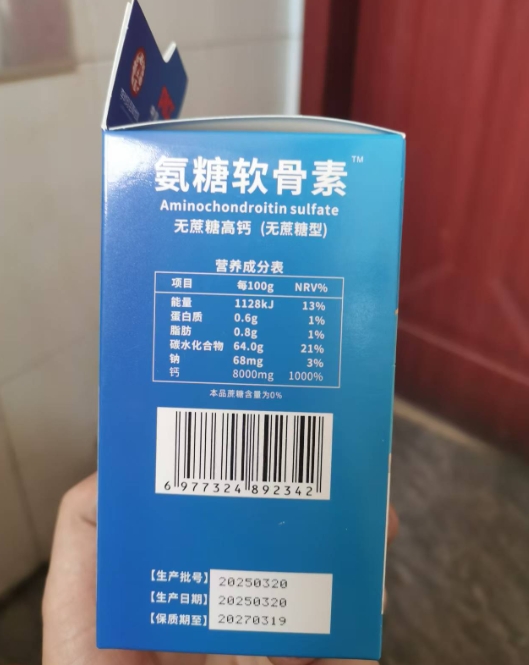 氨糖软骨素™
Aminochondroitin sulfate
无蔗糖高钙 (无蔗糖型)
营养成分表
项目 每100g NRV%
能量 1128kJ 13%
蛋白质 0.6g 1%
脂肪 0.8g 1%
碳水化合物 64.0g 21%
钠 68mg 3%
钙 8000mg 1000%
本品蔗糖含量为0%
6 977324 892342
【生产批号】 20250320
【生产日期】 20250320
【保质期至】 20270319